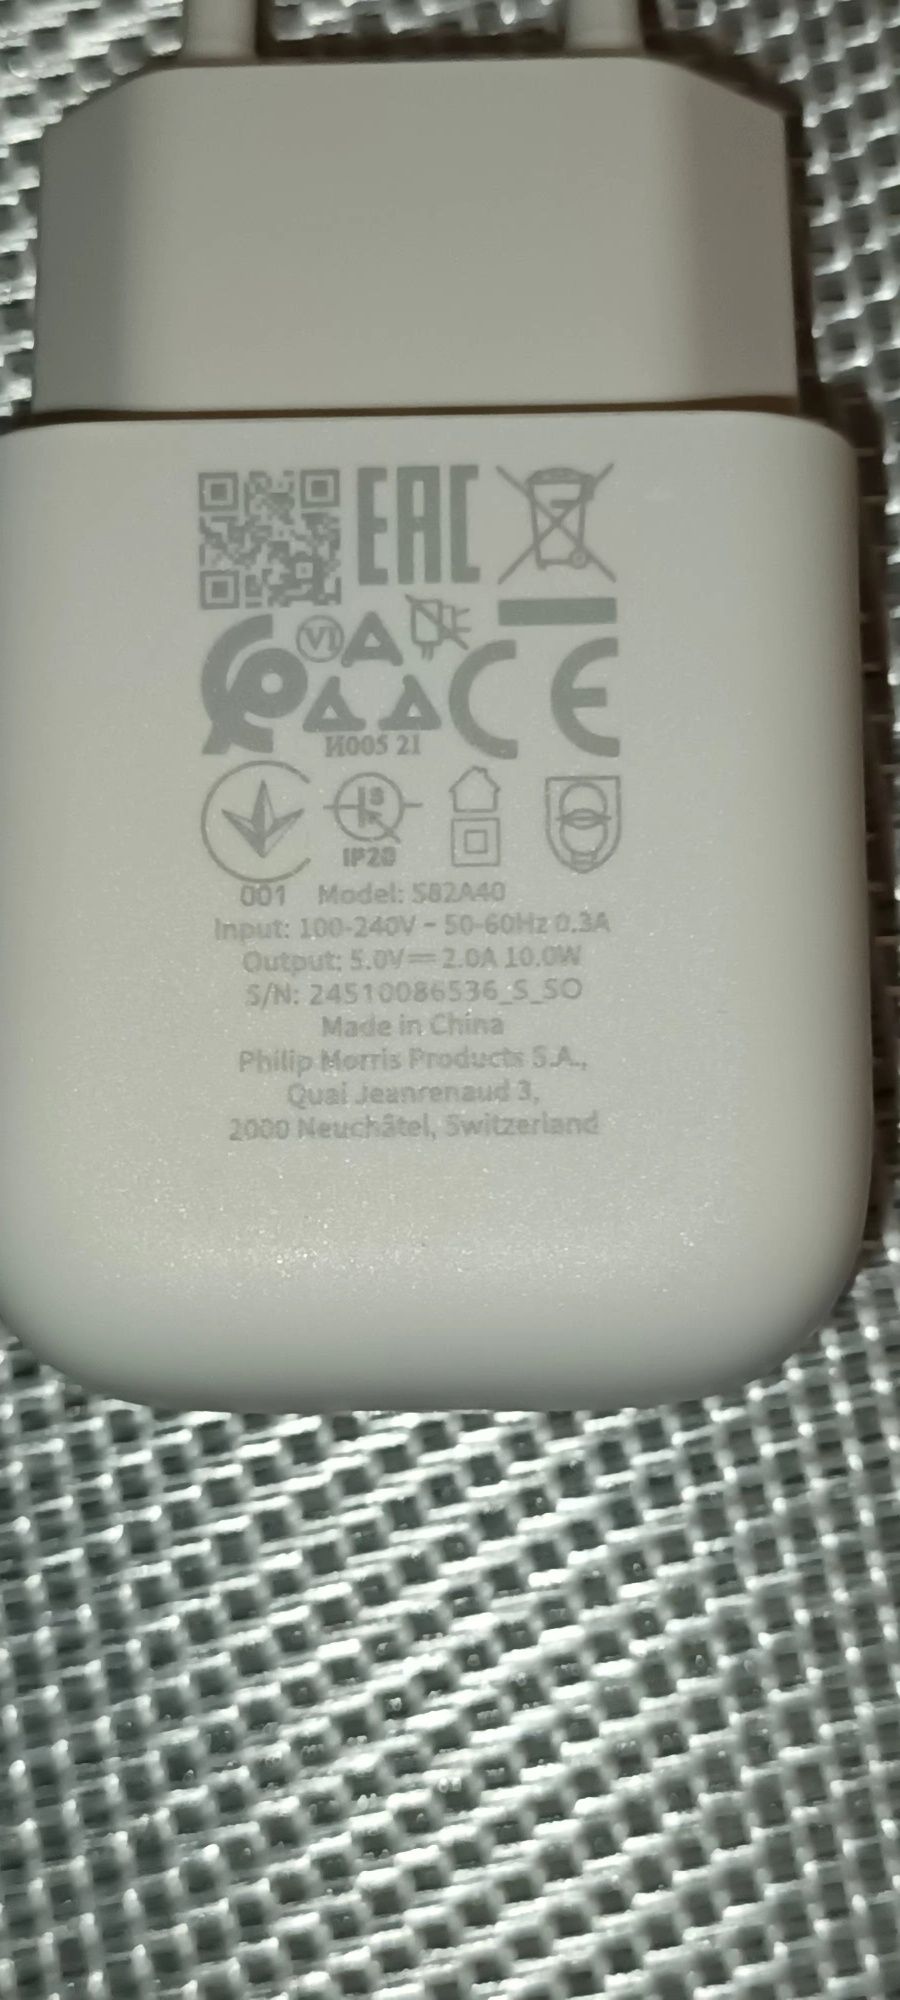 EAC
VI
CE
И005 21
S
IP20
001 Model: S82A40
Input: 100-240V ~ 50-60Hz 0.3A
Output: 5.0V⎓2.0A 10.0W
S/N: 24510086536_S_SO
Made in China
Philip Morris Products S.A.,
Quai Jeanrenaud 3,
2000 Neuchâtel, Switzerland